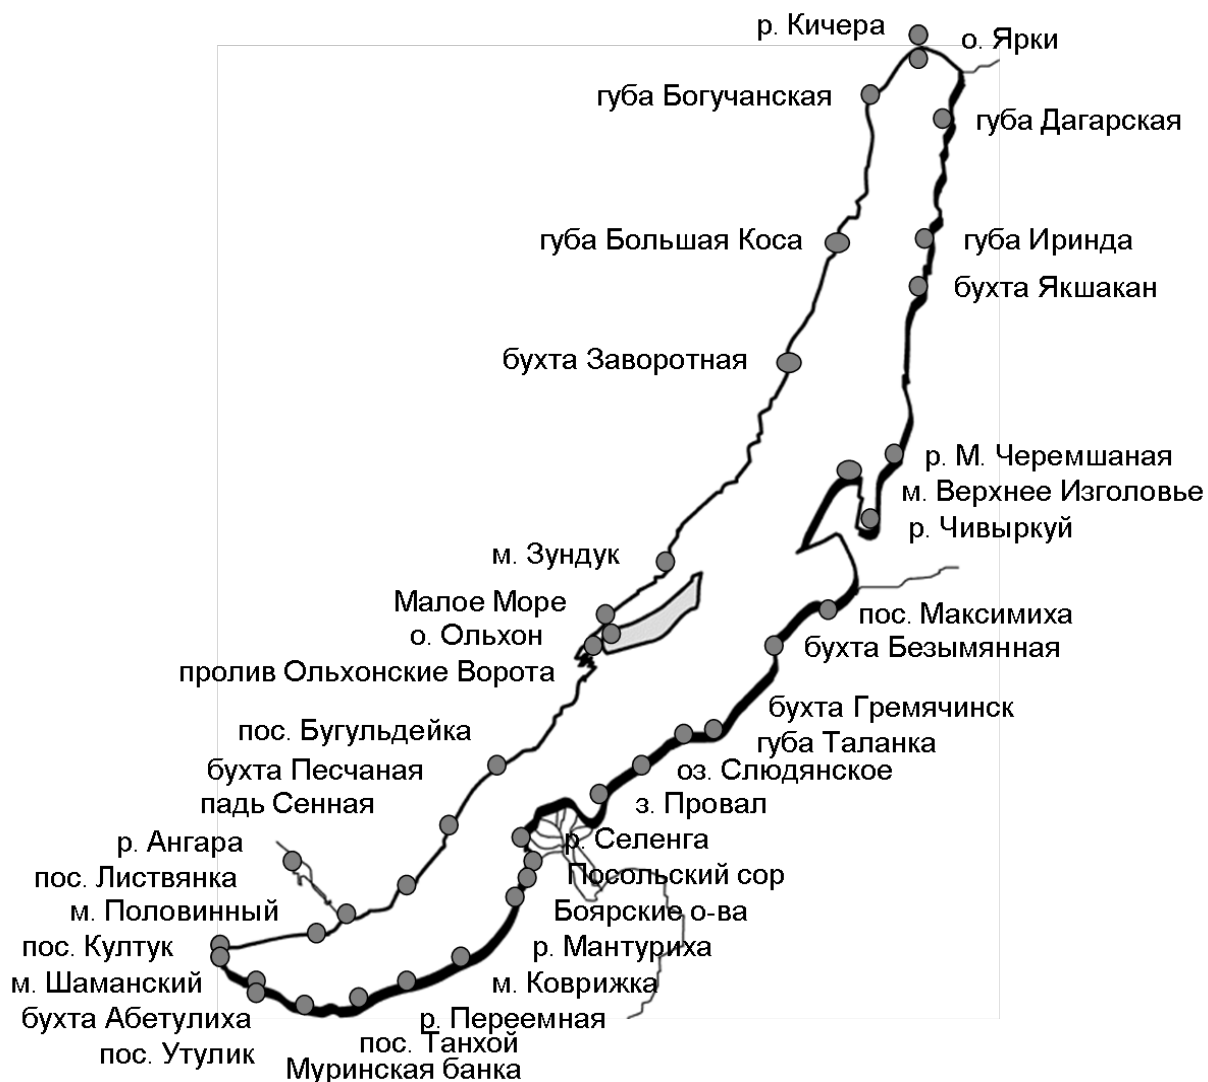 р. Кичера
о. Ярки
губа Богучанская
губа Дагарская
губа Большая Коса
губа Иринда
бухта Якшакан
бухта Заворотная
р. М. Черемшаная
м. Верхнее Изголовье
р. Чивыркуй
м. Зундук
Малое Море
пос. Максимиха
о. Ольхон
бухта Безымянная
пролив Ольхонские Ворота
бухта Гремячинск
пос. Бугульдейка
губа Таланка
бухта Песчаная
оз. Слюдянское
падь Сенная
з. Провал
р. Ангара
р. Селенга
пос. Листвянка
Посольский сор
м. Половинный
Боярские о-ва
пос. Култук
р. Мантуриха
м. Шаманский
м. Коврижка
бухта Абетулиха
р. Переемная
пос. Утулик
пос. Танхой
Муринская банка